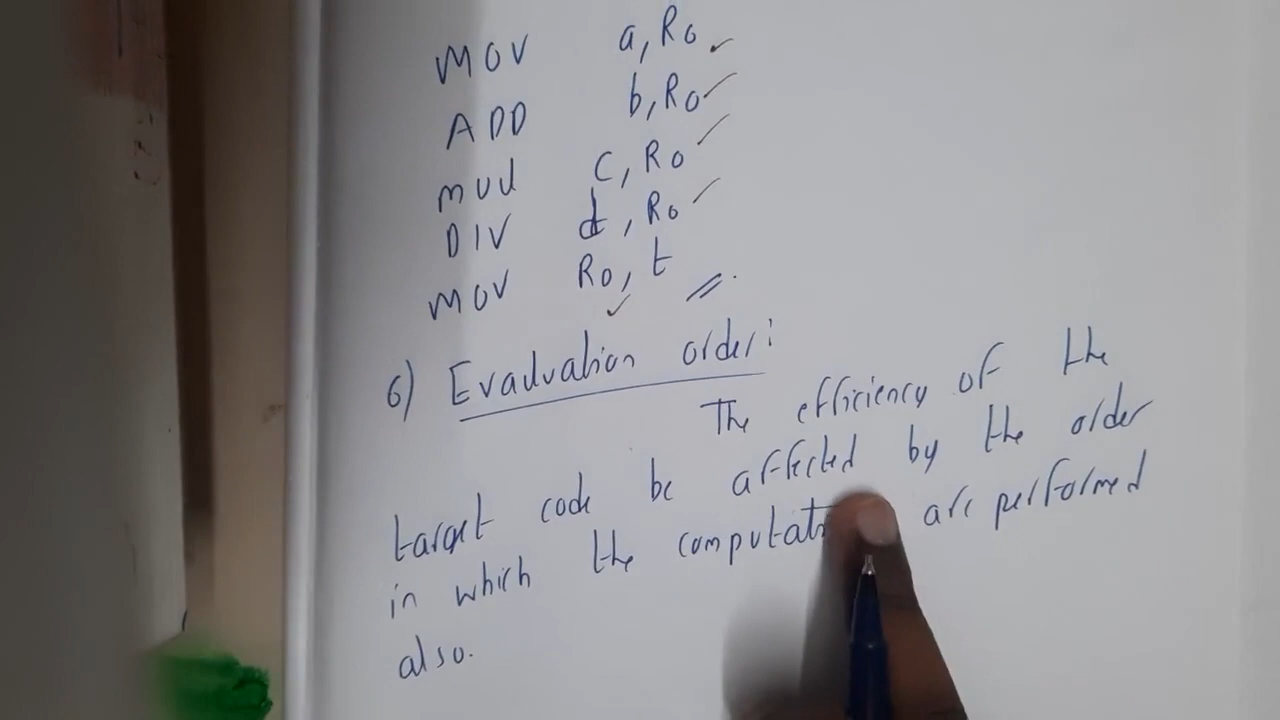 MOV a, R0
ADD b, R0
mul c, R0
DIV d, R0
MOV R0, t
6) Evaluation order:
The efficiency of the
target code be affected by the order
in which the are performed
also.